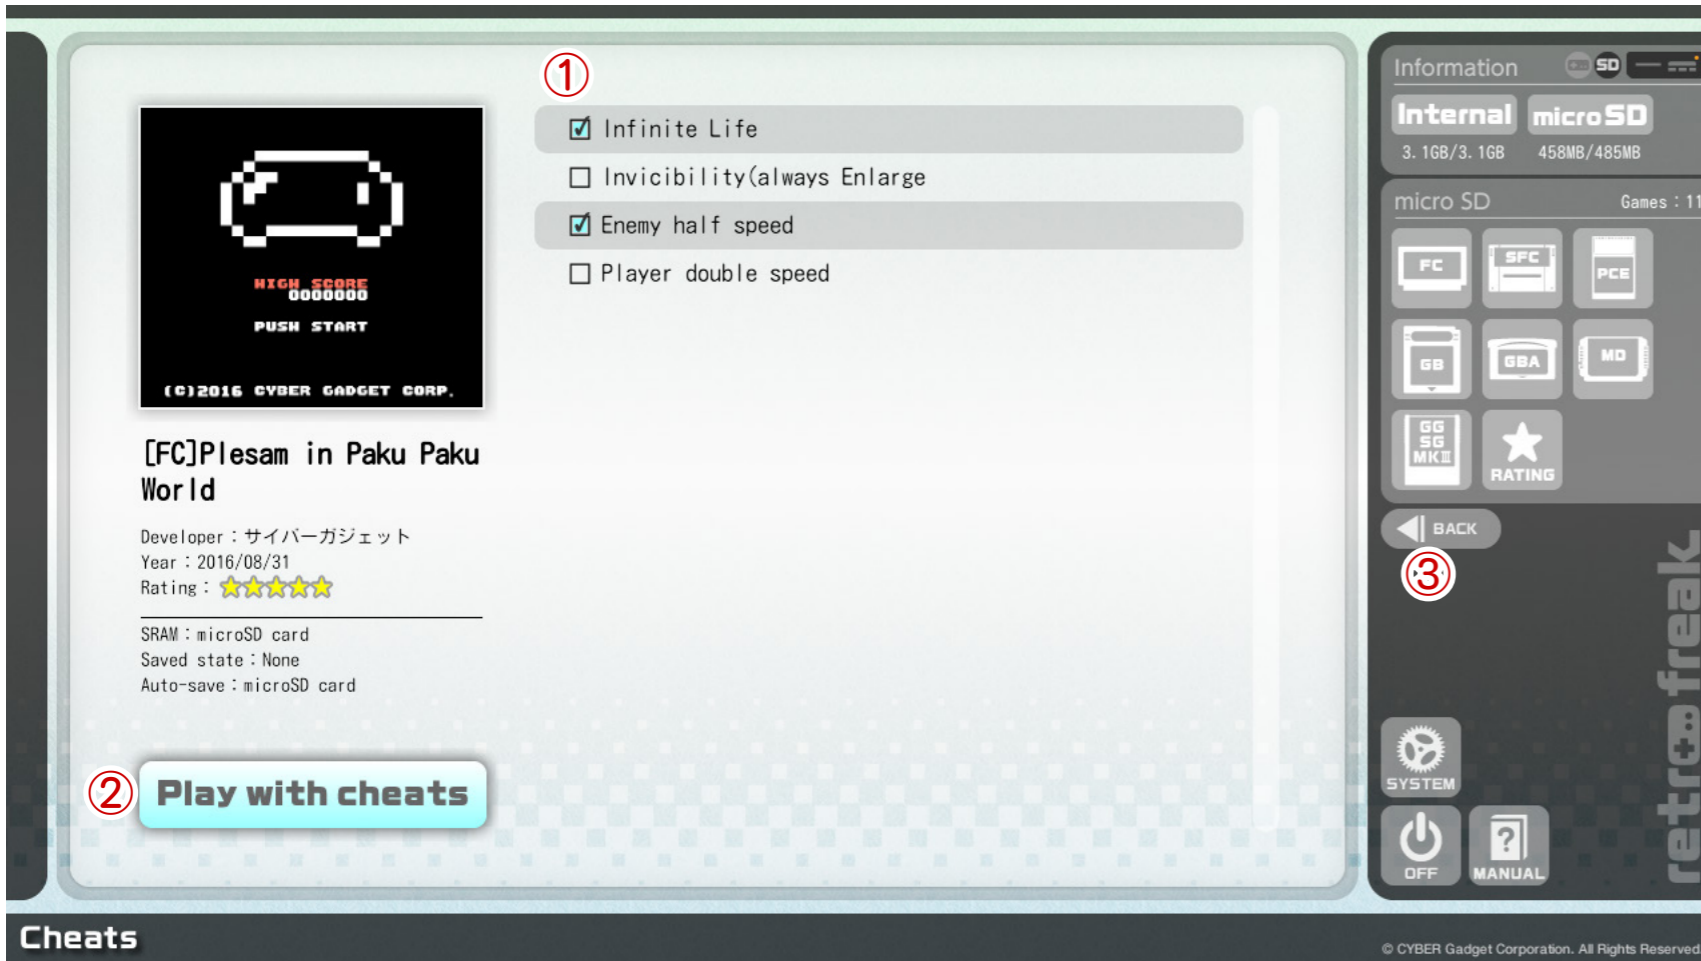 ①
Infinite Life
Invicibility(always Enlarge
Enemy half speed
Player double speed
HIGH SCORE
0000000
PUSH START
(C)2016 CYBER GADGET CORP.
[FC]Plesam in Paku Paku
World
Developer：サイバーガジェット
Year：2016/08/31
Rating：
SRAM：microSD card
Saved state：None
Auto-save：microSD card
② Play with cheats
Information SD
Internal microSD
3.1GB/3.1GB 458MB/485MB
micro SD Games：11
FC SFC PCE
GB GBA MD
GG
SG
MKⅢ
RATING
BACK
③
retro freak
SYSTEM
OFF MANUAL
Cheats
© CYBER Gadget Corporation. All Rights Reserved